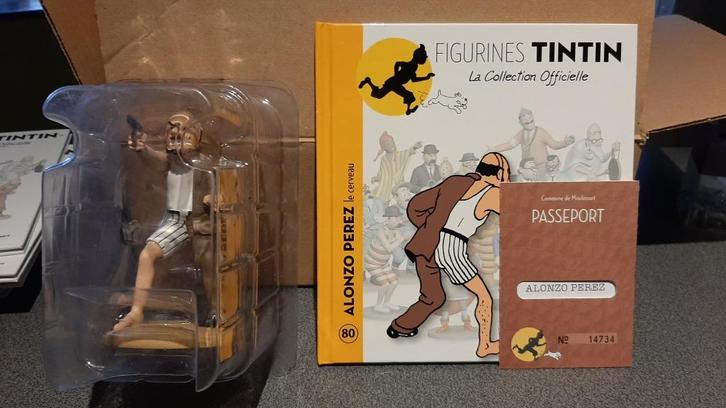 FIGURINES TINTIN
La Collection Officielle
80 ALONZO PEREZ le cerveau
Commune de Moulinsart
PASSEPORT
ALONZO PEREZ
No 14734
TINTIN